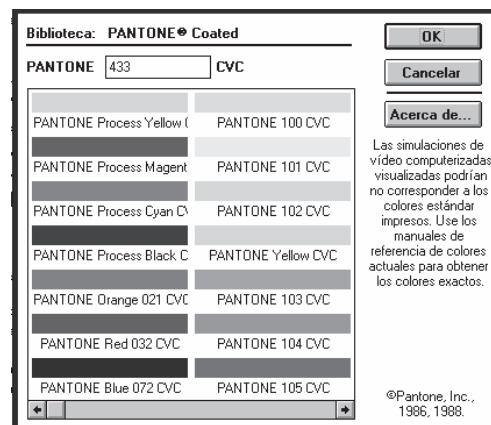 Biblioteca: PANTONE® Coated
PANTONE 433 CVC
PANTONE Process Yellow (
PANTONE 100 CVC
PANTONE Process Magent
PANTONE 101 CVC
PANTONE Process Cyan CV
PANTONE 102 CVC
PANTONE Process Black C
PANTONE Yellow CVC
PANTONE Orange 021 CVC
PANTONE 103 CVC
PANTONE Red 032 CVC
PANTONE 104 CVC
PANTONE Blue 072 CVC
PANTONE 105 CVC
OK
Cancelar
Acerca de...
Las simulaciones de
vídeo computerizadas
visualizadas podrían
no corresponder a los
colores estándar
impresos. Use los
manuales de
referencia de colores
actuales para obtener
los colores exactos.
©Pantone, Inc.,
1986, 1988.